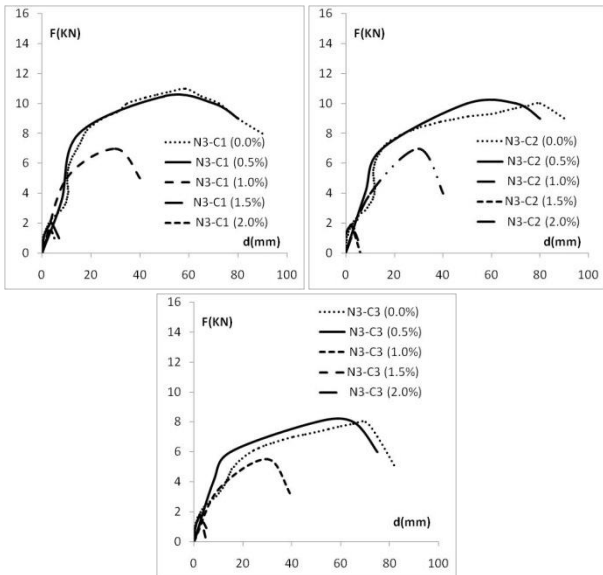 F(KN)
16
14
12
10
8
6
4
2
0
0 20 40 60 80 100
d(mm)
N3-C1 (0.0%)
N3-C1 (0.5%)
N3-C1 (1.0%)
N3-C1 (1.5%)
N3-C1 (2.0%)
F(KN)
16
14
12
10
8
6
4
2
0
0 20 40 60 80 100
d(mm)
N3-C2 (0.0%)
N3-C2 (0.5%)
N3-C2 (1.0%)
N3-C2 (1.5%)
N3-C2 (2.0%)
F(KN)
16
14
12
10
8
6
4
2
0
0 20 40 60 80 100
d(mm)
N3-C3 (0.0%)
N3-C3 (0.5%)
N3-C3 (1.0%)
N3-C3 (1.5%)
N3-C3 (2.0%)